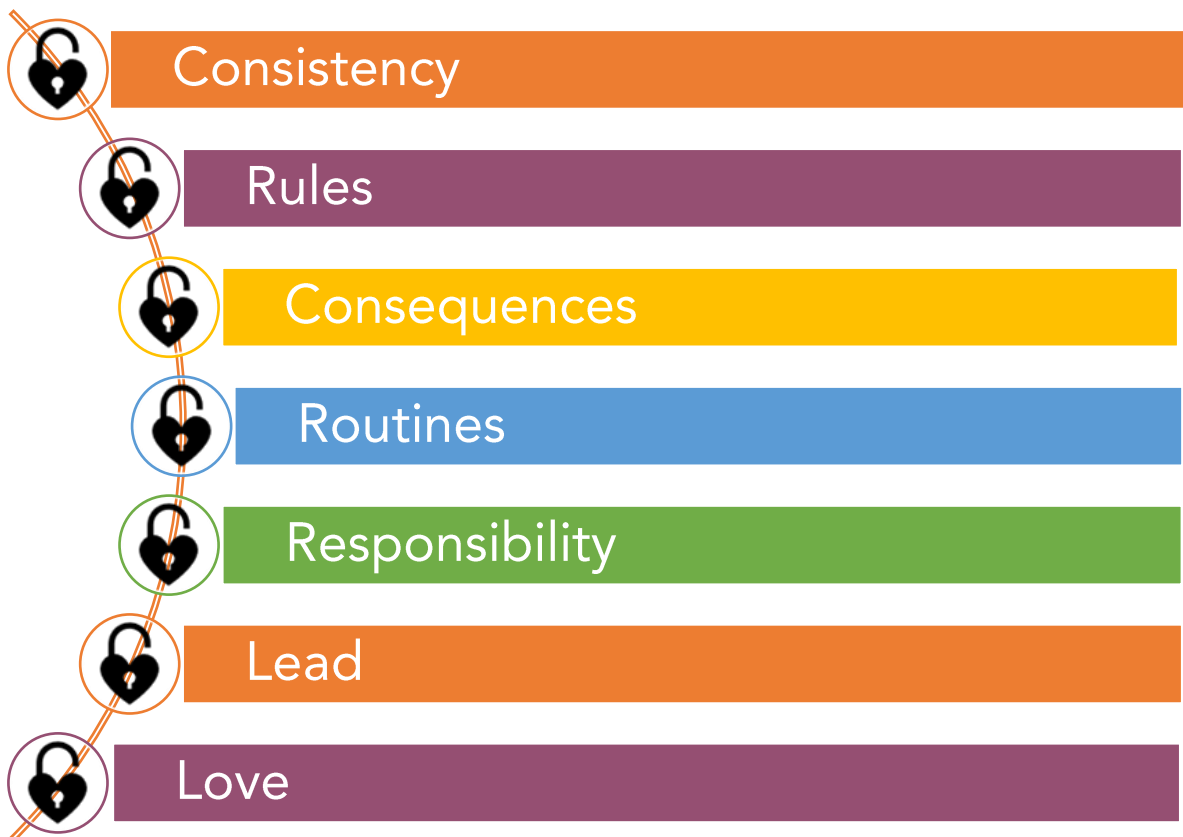 Consistency
Rules
Consequences
Routines
Responsibility
Lead
Love